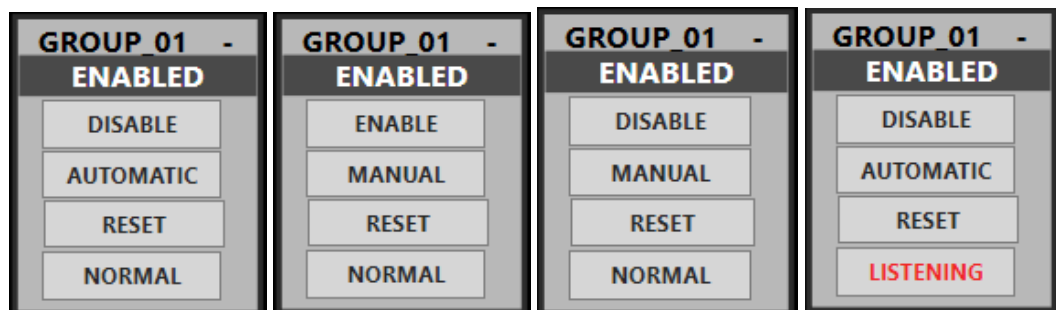 GROUP_01 -
ENABLED
DISABLE
AUTOMATIC
RESET
NORMAL
GROUP_01 -
ENABLED
ENABLE
MANUAL
RESET
NORMAL
GROUP_01 -
ENABLED
DISABLE
MANUAL
RESET
NORMAL
GROUP_01 -
ENABLED
DISABLE
AUTOMATIC
RESET
LISTENING